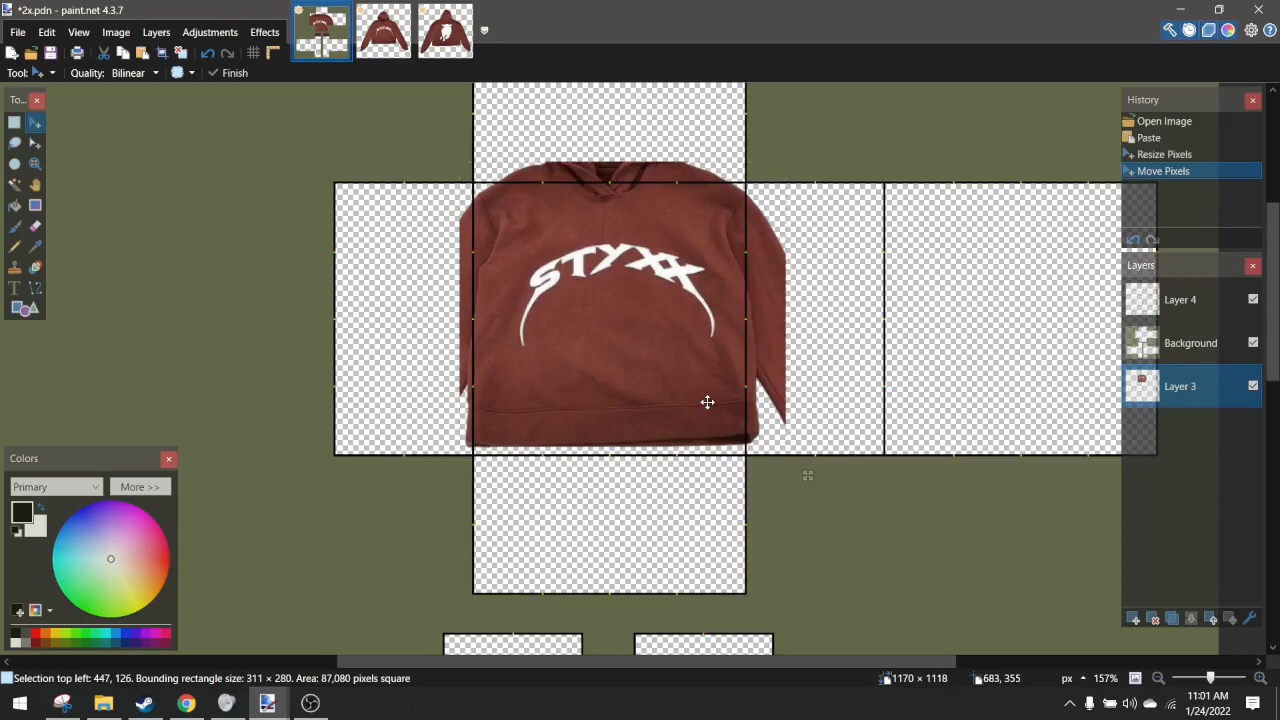 *2x.pdn - paint.net 4.3.7
File Edit View Image Layers Adjustments Effects
Tool: Quality: Bilinear Finish
To...
History
Open Image
Paste
Resize Pixels
Move Pixels
STYXX
Layers
Layer 4
Background
Layer 3
Colors
Primary More >>
Selection top left: 447, 126. Bounding rectangle size: 311 × 280. Area: 87,080 pixels square
1170 × 1118
683, 355
px
157%
11:01 AM
1/24/2022